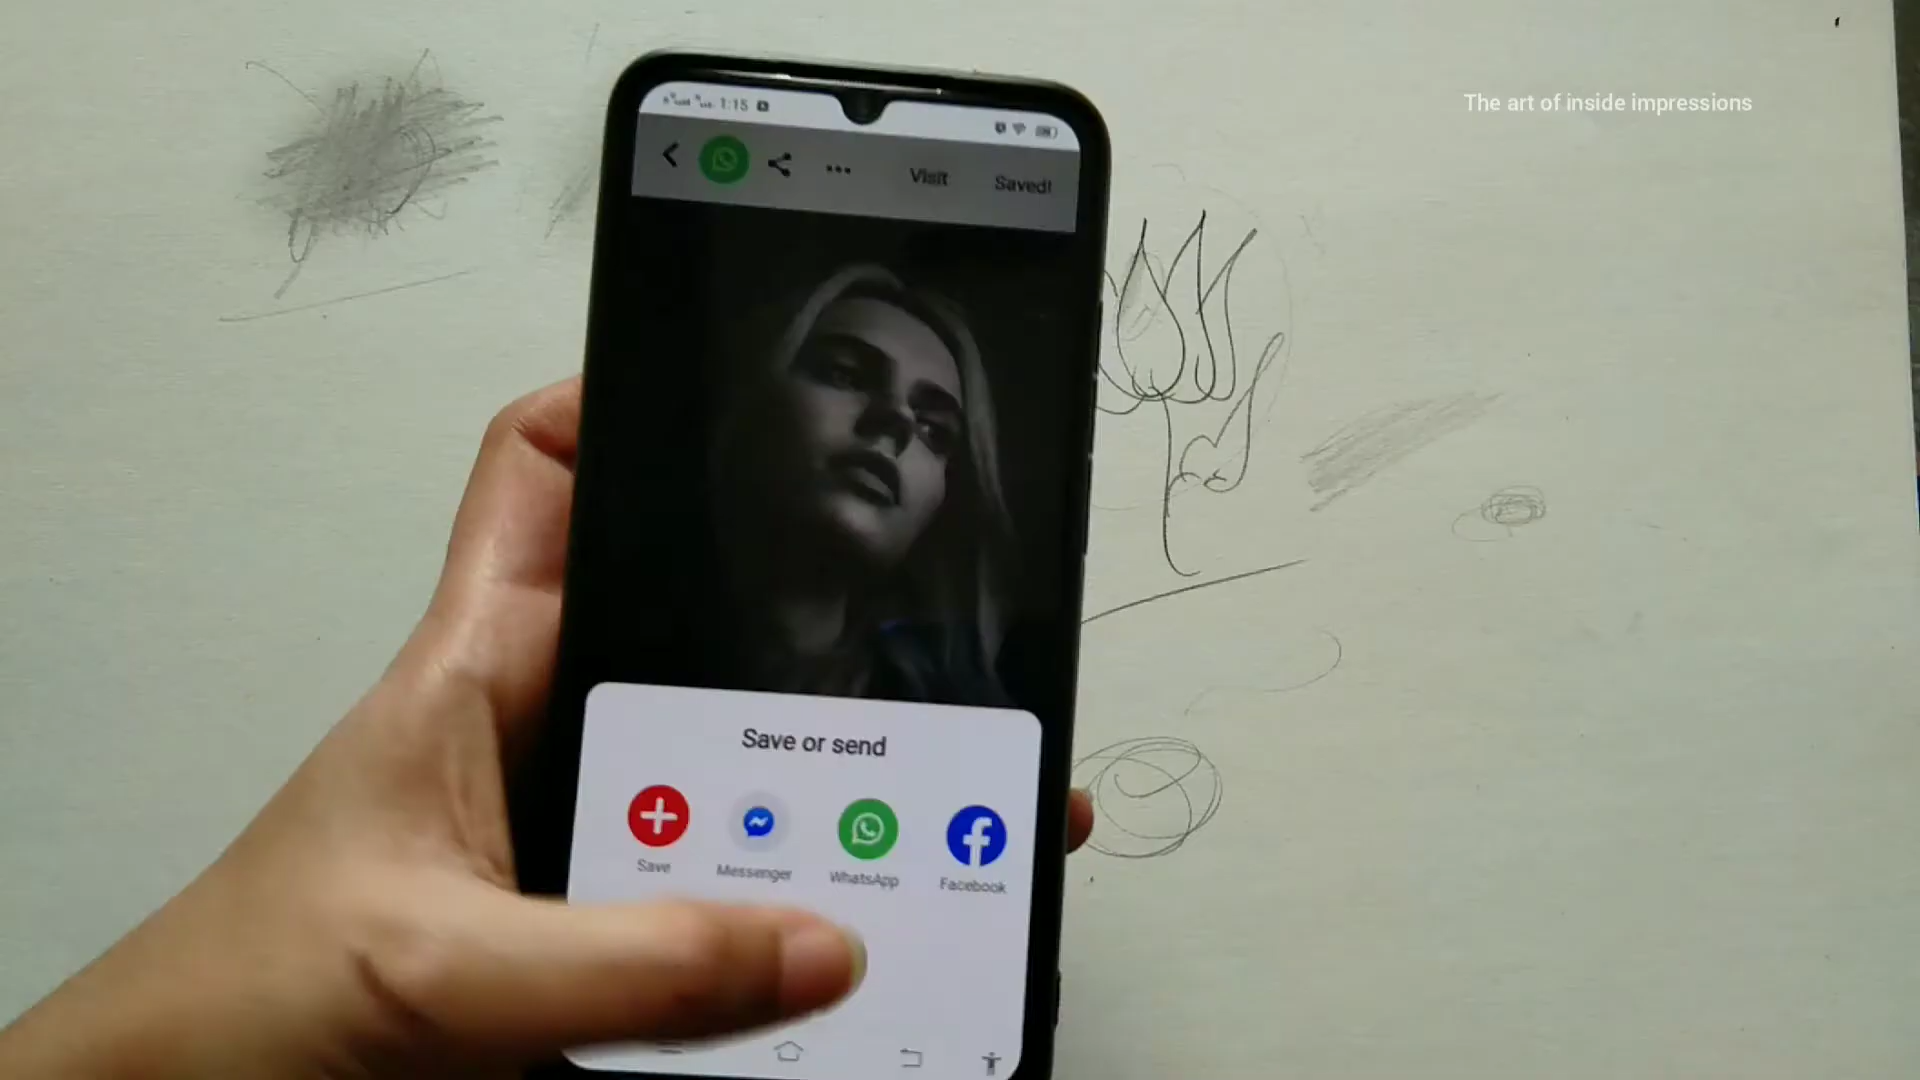 The art of inside impressions
1:15
Visit Saved!
Save or send
Save Messenger WhatsApp Facebook